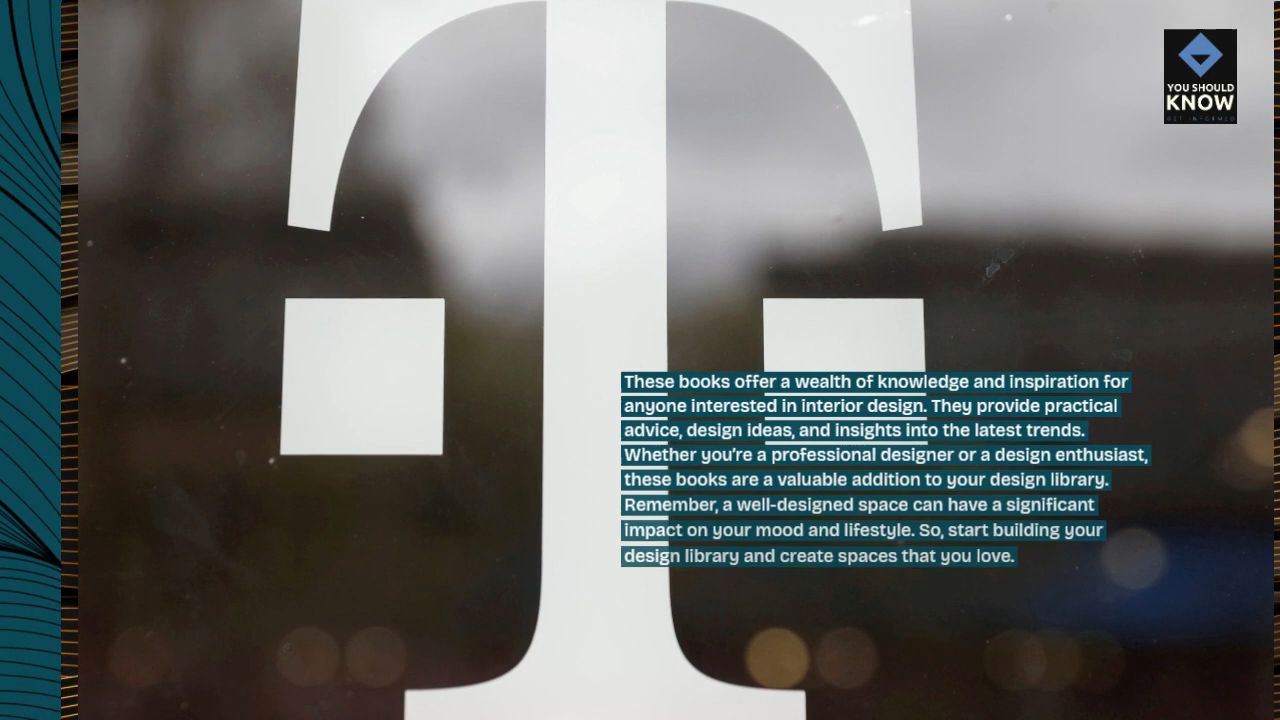 YOU SHOULD
KNOW
GET INFORMED
These books offer a wealth of knowledge and inspiration for
anyone interested in interior design. They provide practical
advice, design ideas, and insights into the latest trends.
Whether you're a professional designer or a design enthusiast,
these books are a valuable addition to your design library.
Remember, a well-designed space can have a significant
impact on your mood and lifestyle. So, start building your
design library and create spaces that you love.